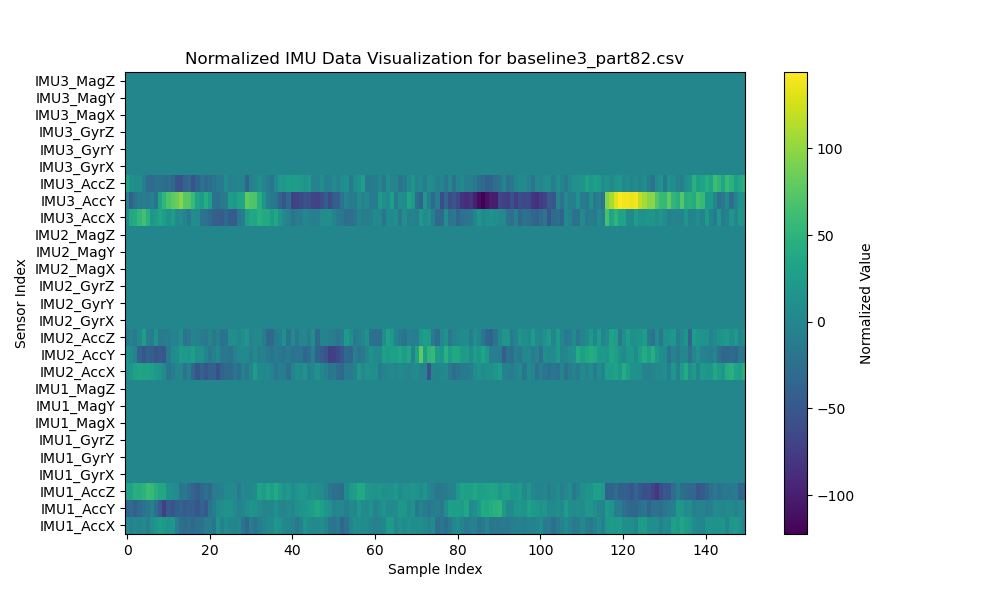 Normalized IMU Data Visualization for baseline3_part82.csv
IMU3_MagZ
IMU3_MagY
IMU3_MagX
IMU3_GyrZ
IMU3_GyrY
IMU3_GyrX
IMU3_AccZ
IMU3_AccY
IMU3_AccX
IMU2_MagZ
IMU2_MagY
IMU2_MagX
IMU2_GyrZ
IMU2_GyrY
IMU2_GyrX
IMU2_AccZ
IMU2_AccY
IMU2_AccX
IMU1_MagZ
IMU1_MagY
IMU1_MagX
IMU1_GyrZ
IMU1_GyrY
IMU1_GyrX
IMU1_AccZ
IMU1_AccY
IMU1_AccX
Sensor Index
0 20 40 60 80 100 120 140
Sample Index
100
50
0
−50
−100
Normalized Value